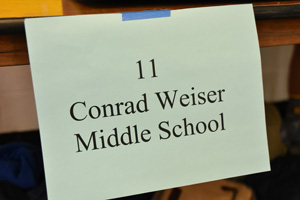 11
Conrad Weiser
Middle School